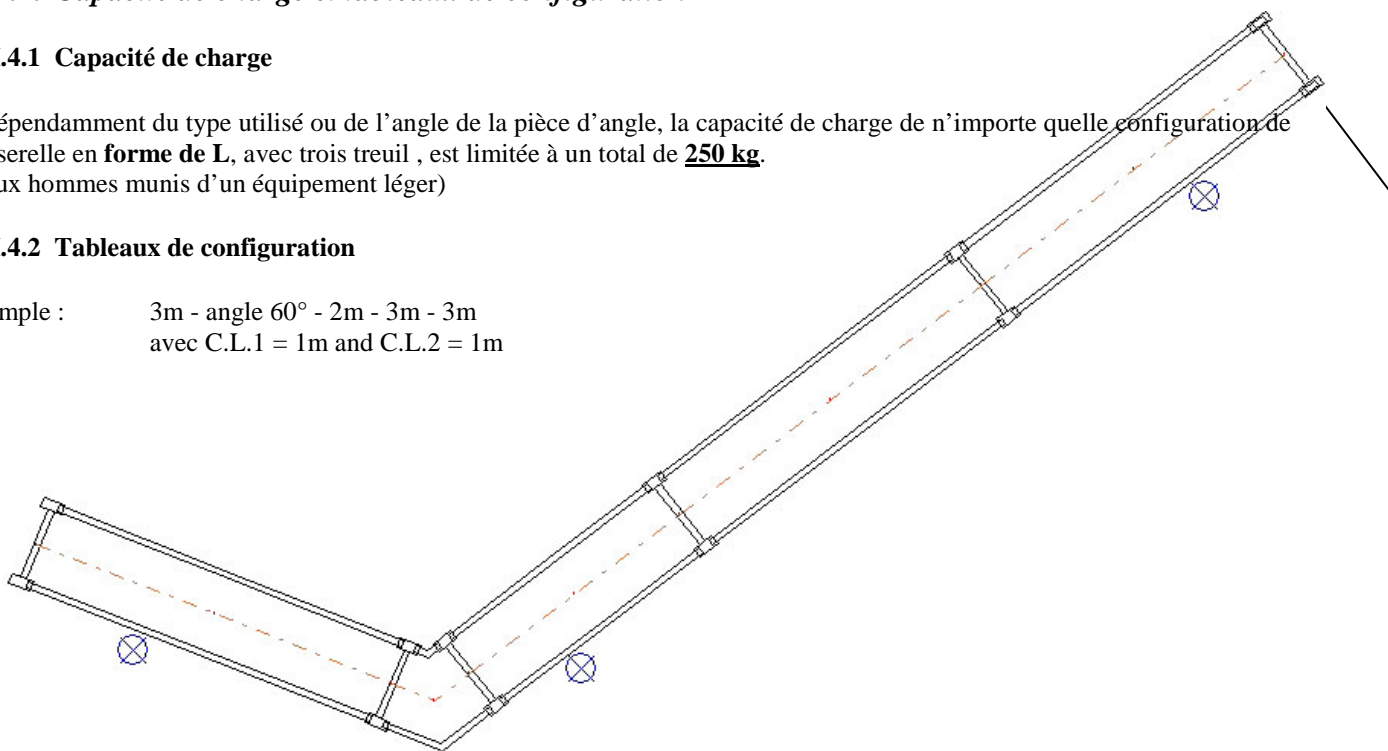 .4.1 Capacité de charge
épendamment du type utilisé ou de l'angle de la pièce d'angle, la capacité de charge de n'importe quelle configuration de
serelle en forme de L, avec trois treuil , est limitée à un total de 250 kg.
ux hommes munis d'un équipement léger)
.4.2 Tableaux de configuration
mple : 3m - angle 60° - 2m - 3m - 3m
avec C.L.1 = 1m and C.L.2 = 1m